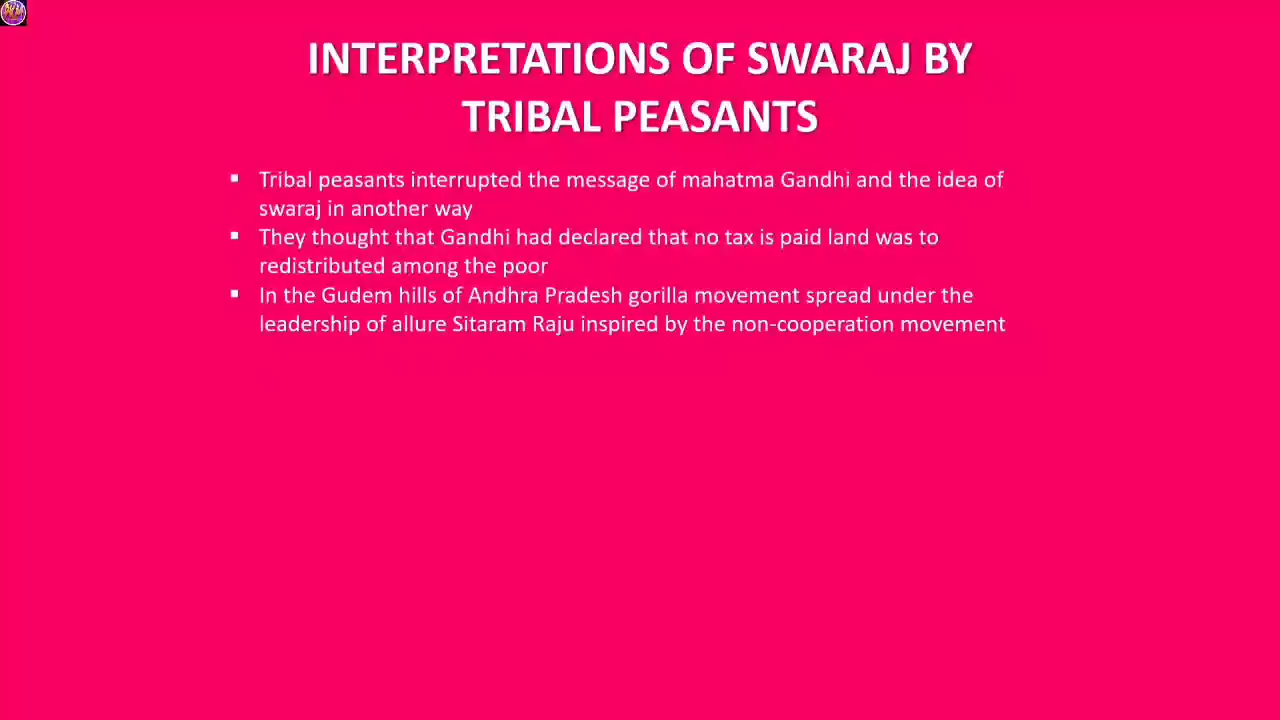 INTERPRETATIONS OF SWARAJ BY
TRIBAL PEASANTS
▪ Tribal peasants interrupted the message of mahatma Gandhi and the idea of
swaraj in another way
▪ They thought that Gandhi had declared that no tax is paid land was to
redistributed among the poor
▪ In the Gudem hills of Andhra Pradesh gorilla movement spread under the
leadership of allure Sitaram Raju inspired by the non-cooperation movement